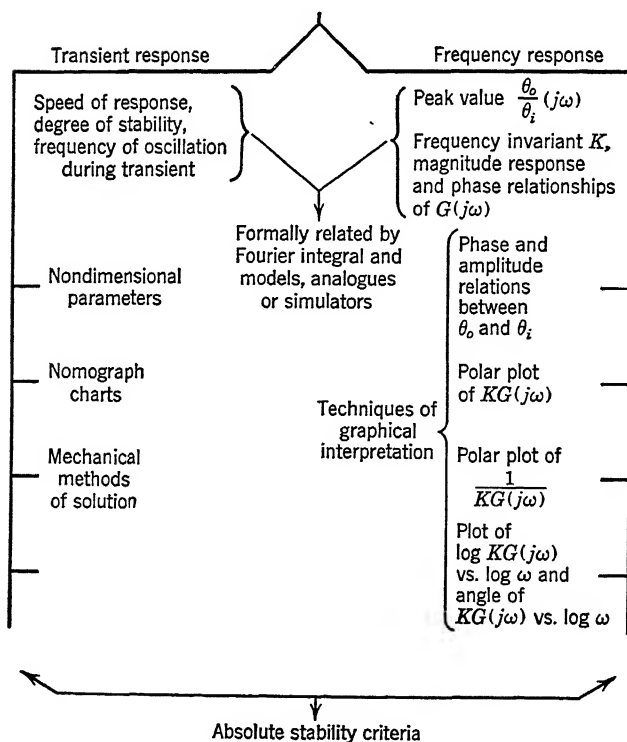 Transient response
Frequency response
Speed of response,
degree of stability,
frequency of oscillation
during transient
Peak value θₒ/θᵢ (jω)
Frequency invariant K,
magnitude response
and phase relationships
of G(jω)
Formally related by
Fourier integral and
models, analogues
or simulators
Nondimensional
parameters
Nomograph
charts
Mechanical
methods
of solution
Techniques of
graphical
interpretation
Phase and
amplitude
relations
between
θₒ and θᵢ
Polar plot
of KG(jω)
Polar plot of
1/KG(jω)
Plot of
log KG(jω)
vs. log ω and
angle of
KG(jω) vs. log ω
Absolute stability criteria